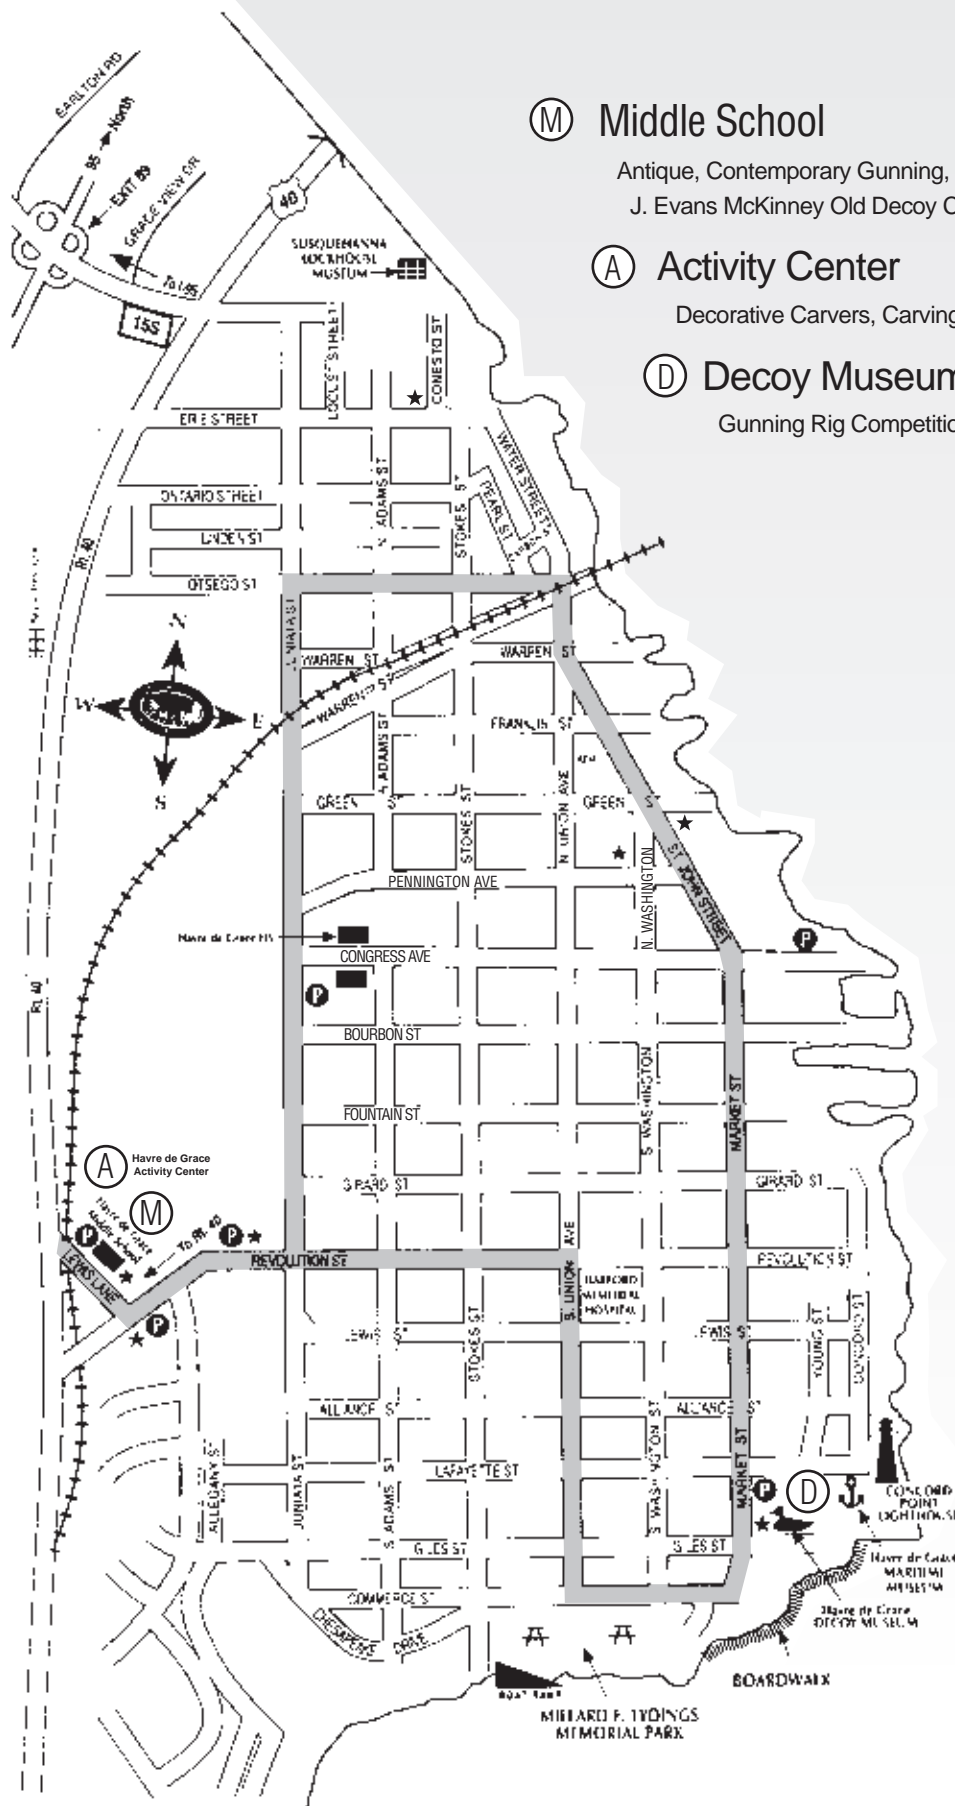 M Middle School
Antique, Contemporary Gunning,
J. Evans McKinney Old Decoy
A Activity Center
Decorative Carvers, Carving
D Decoy Museum
Gunning Rig
EARLTON RD
95 North
EXIT 89
GRACE VIEW DR
To I 95
155
40
SUSQUEHANNA
LOCKHOUSE
MUSEUM
LOCUST STREET
CONESTO ST
ERIE STREET
WATER STREET
ONTARIO STREET
N ADAMS ST
STOKES ST
PEARL ST
LINDEN ST
Rt. 40
OTSEGO ST
JUNIATA ST
N
W
E
S
WARREN ST
WARREN ST
WARREN ST
FRANKLIN ST
N ADAMS ST
GREEN ST
STOKES ST
N UNION AVE
GREEN ST
ST JOHN STREET
N. WASHINGTON
PENNINGTON AVE
Havre de Grace HS
CONGRESS AVE
P
P
Rt. 40
BOURBON ST
S WASHINGTON
MARKET ST
FOUNTAIN ST
A
Havre de Grace
Activity Center
M
Havre de Grace
Middle School
GIRARD ST
GIRARD ST
P
To Rt. 40
P
LEWIS LANE
REVOLUTION ST
S. UNION AVE
REVOLUTION ST
HARFORD
MEMORIAL
HOSPITAL
P
LEWIS ST
STOKES ST
LEWIS ST
YOUNG ST
CONCORD ST
ALLIANCE ST
ALLIANCE ST
ALLEGANY ST
JUNIATA ST
S ADAMS ST
LAFAYETTE ST
S WASHINGTON ST
MARKET ST
P
D
CONCORD
POINT
LIGHTHOUSE
GILES ST
GILES ST
Havre de Grace
MARITIME
MUSEUM
COMMERCE ST
Havre de Grace
DECOY MUSEUM
CHESAPEAKE DRIVE
BOAT RAMP
BOARDWALK
MILLARD E. TYDINGS
MEMORIAL PARK